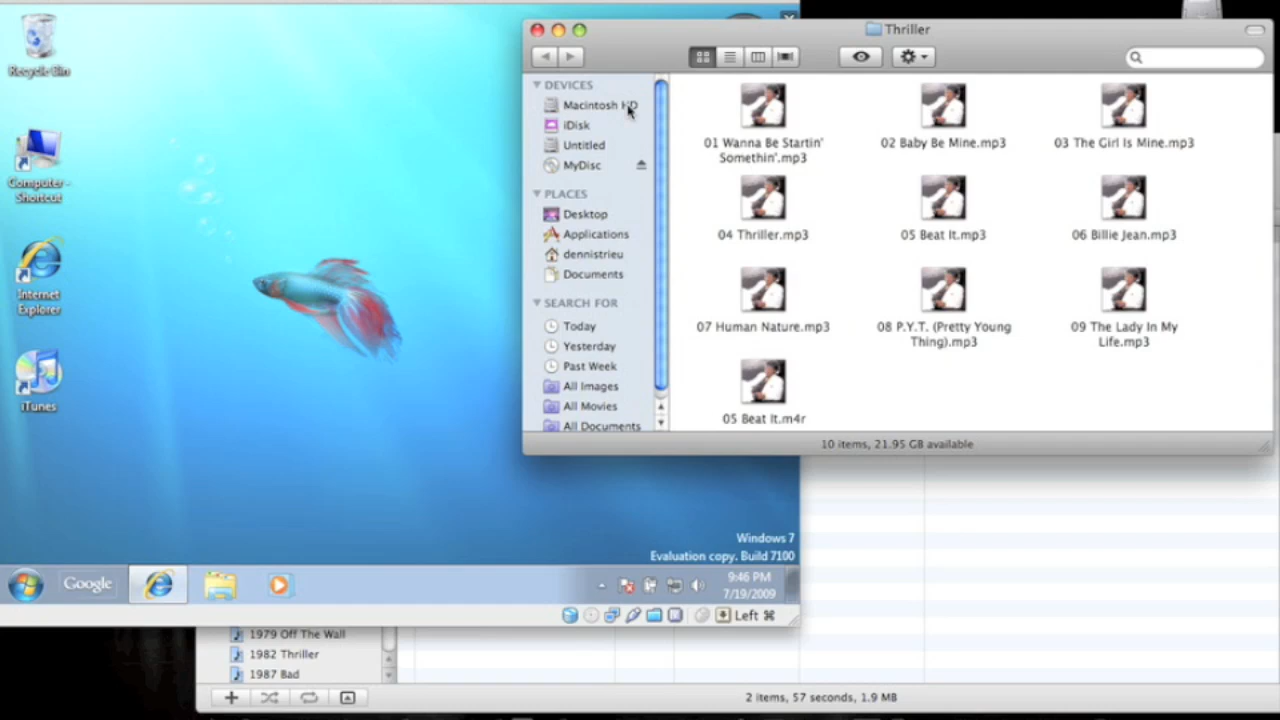 Recycle Bin
Computer -
Shortcut
Internet
Explorer
iTunes
Windows 7
Evaluation copy. Build 7100
Google
9:46 PM
7/19/2009
Left ⌘
Thriller
DEVICES
Macintosh HD
iDisk
Untitled
MyDisc
PLACES
Desktop
Applications
dennistrieu
Documents
SEARCH FOR
Today
Yesterday
Past Week
All Images
All Movies
All Documents
01 Wanna Be Startin'
Somethin'.mp3
02 Baby Be Mine.mp3
03 The Girl Is Mine.mp3
04 Thriller.mp3
05 Beat It.mp3
06 Billie Jean.mp3
07 Human Nature.mp3
08 P.Y.T. (Pretty Young
Thing).mp3
09 The Lady In My
Life.mp3
05 Beat It.m4r
10 items, 21.95 GB available
1979 Off The Wall
1982 Thriller
1987 Bad
2 items, 57 seconds, 1.9 MB